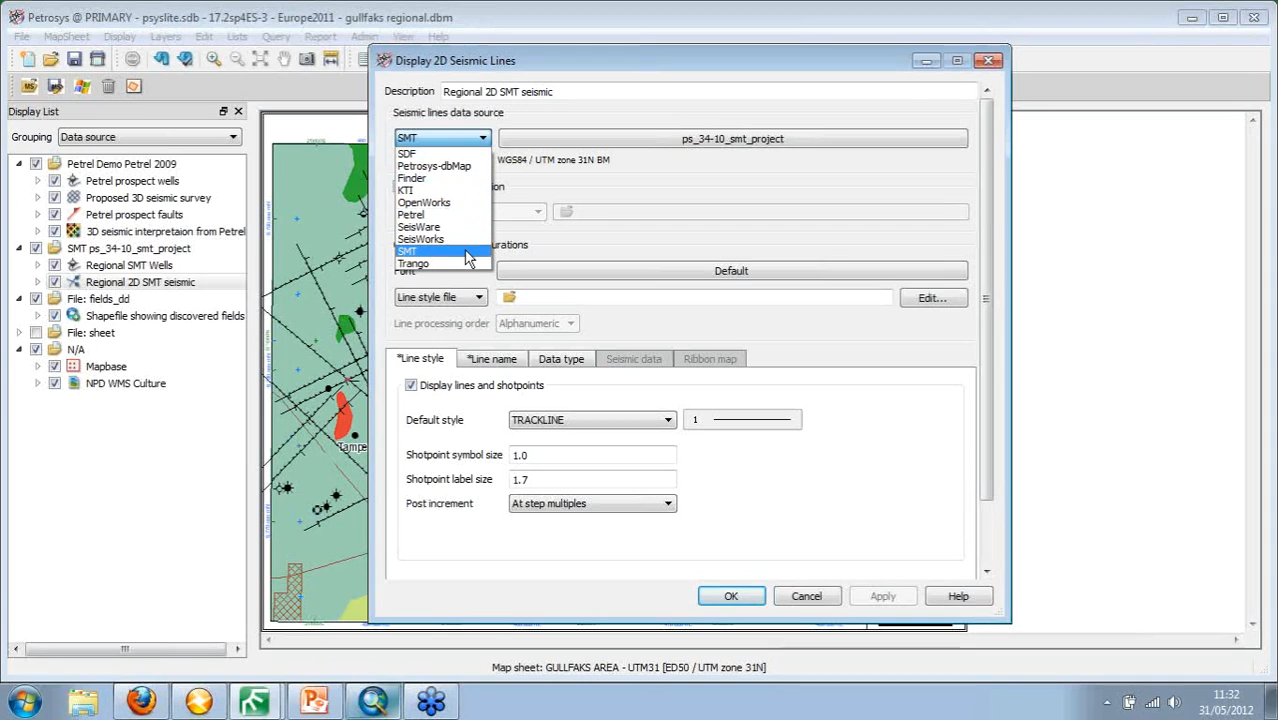 Petrosys @ PRIMARY - psyslite.sdb - 17.2sp4ES-3 - Europe2011 - gullfaks regional.dbm
File MapSheet Display Layers Edit Lists Query Report Admin View Help
Display List
Grouping Data source
Petrel Demo Petrel 2009
Petrel prospect wells
Proposed 3D seismic survey
Petrel prospect faults
3D seismic interpretaion from Petrel
SMT ps_34-10_smt_project
Regional SMT Wells
Regional 2D SMT seismic
File: fields_dd
Shapefile showing discovered fields
File: sheet
N/A
Mapbase
NPD WMS Culture
Tampe
Display 2D Seismic Lines
Description Regional 2D SMT seismic
Seismic lines data source
SMT ps_34-10_smt_project
WGS84 / UTM zone 31N BM
SDF
Petrosys-dbMap
Finder
KTI
OpenWorks
Petrel
SeisWare
SeisWorks
SMT
Trango
Font Default
Line style file Edit...
Line processing order Alphanumeric
*Line style *Line name Data type Seismic data Ribbon map
Display lines and shotpoints
Default style TRACKLINE 1
Shotpoint symbol size 1.0
Shotpoint label size 1.7
Post increment At step multiples
OK Cancel Apply Help
Map sheet: GULLFAKS AREA - UTM31 [ED50 / UTM zone 31N]
11:32
31/05/2012